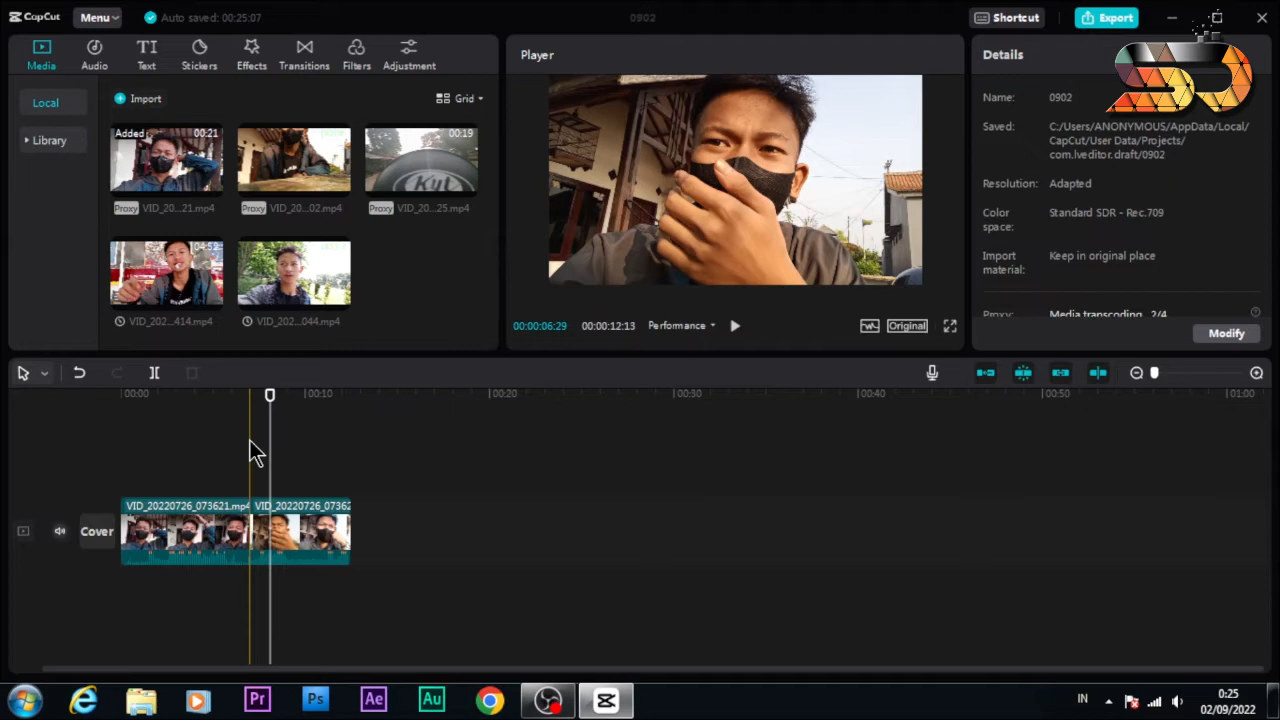 CapCut Menu Auto saved: 00:25:07 0902 Shortcut Export
Media Audio Text Stickers Effects Transitions Filters Adjustment
Local
Library
Import Grid
Added 00:21
00:19
Proxy VID_20...21.mp4 Proxy VID_20...02.mp4 Proxy VID_20...25.mp4
04:52
VID_202...414.mp4 VID_202...044.mp4
Player
00:00:06:29 00:00:12:13 Performance Original
Details
SJ
Name: 0902
Saved: C:/Users/ANONYMOUS/AppData/Local/
CapCut/User Data/Projects/
com.lveditor.draft/0902
Resolution: Adapted
Color space: Standard SDR - Rec.709
Import material: Keep in original place
Proxy: Media transcoding 2/4
Modify
00:00 00:10 00:20 00:30 00:40 00:50 01:00
VID_20220726_073621.mp4 VID_20220726_07362
Cover
Pr Ps Ae Au IN 0:25
02/09/2022